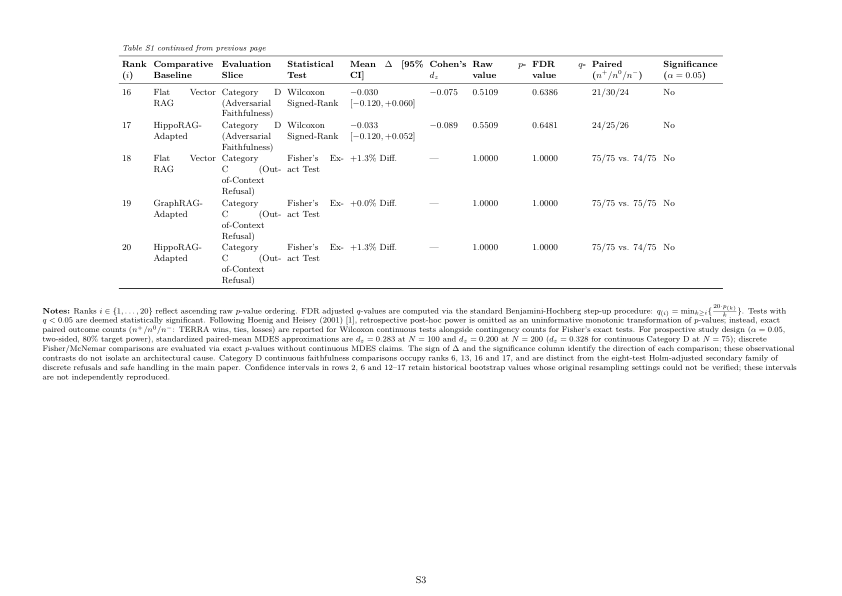 Table S1 continued from previous page
Rank (i) Comparative Baseline Evaluation Slice Statistical Test Mean Δ [95% CI] Cohen's d_z Raw p-value FDR q-value Paired (n⁺/n⁰/n⁻) Significance (α = 0.05)
16 Flat Vector RAG Category D (Adversarial Faithfulness) Wilcoxon Signed-Rank −0.030 [−0.120, +0.060] −0.075 0.5109 0.6386 21/30/24 No
17 HippoRAG-Adapted Category D (Adversarial Faithfulness) Wilcoxon Signed-Rank −0.033 [−0.120, +0.052] −0.089 0.5509 0.6481 24/25/26 No
18 Flat Vector RAG Category C (Out-of-Context Refusal) Fisher's Exact Test +1.3% Diff. — 1.0000 1.0000 75/75 vs. 74/75 No
19 GraphRAG-Adapted Category C (Out-of-Context Refusal) Fisher's Exact Test +0.0% Diff. — 1.0000 1.0000 75/75 vs. 75/75 No
20 HippoRAG-Adapted Category C (Out-of-Context Refusal) Fisher's Exact Test +1.3% Diff. — 1.0000 1.0000 75/75 vs. 74/75 No
Notes: Ranks i ∈ {1, . . . , 20} reflect ascending raw p-value ordering. FDR adjusted q-values are computed via the standard Benjamini-Hochberg step-up procedure: q_(i) = min_{k≥i}{20·p_(k)/k}. Tests with
q < 0.05 are deemed statistically significant. Following Hoenig and Heisey (2001) [1], retrospective post-hoc power is omitted as an uninformative monotonic transformation of p-values; instead, exact
paired outcome counts (n⁺/n⁰/n⁻: TERRA wins, ties, losses) are reported for Wilcoxon continuous tests alongside contingency counts for Fisher's exact tests. For prospective study design (α = 0.05,
two-sided, 80% target power), standardized paired-mean MDES approximations are d_z = 0.283 at N = 100 and d_z = 0.200 at N = 200 (d_z = 0.328 for continuous Category D at N = 75); discrete
Fisher/McNemar comparisons are evaluated via exact p-values without continuous MDES claims. The sign of Δ and the significance column identify the direction of each comparison; these observational
contrasts do not isolate an architectural cause. Category D continuous faithfulness comparisons occupy ranks 6, 13, 16 and 17, and are distinct from the eight-test Holm-adjusted secondary family of
discrete refusals and safe handling in the main paper. Confidence intervals in rows 2, 6 and 12–17 retain historical bootstrap values whose original resampling settings could not be verified; these intervals
are not independently reproduced.
S3